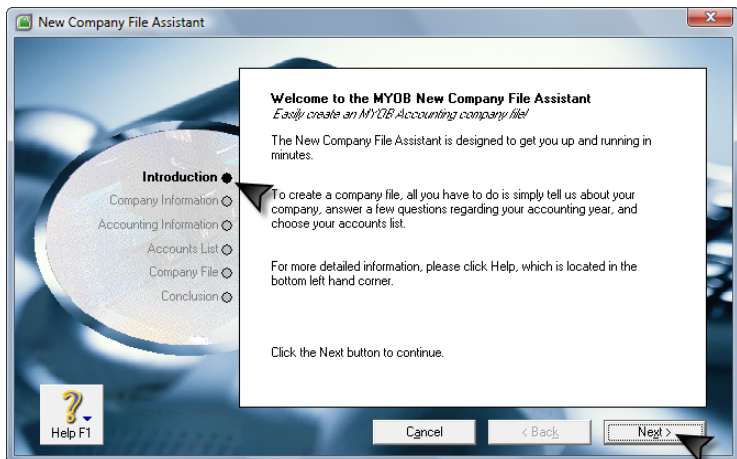 New Company File Assistant
Welcome to the MYOB New Company File Assistant
Easily create an MYOB Accounting company file!
The New Company File Assistant is designed to get you up and running in
minutes.
To create a company file, all you have to do is simply tell us about your
company, answer a few questions regarding your accounting year, and
choose your accounts list.
For more detailed information, please click Help, which is located in the
bottom left hand corner.
Click the Next button to continue.
Introduction
Company Information
Accounting Information
Accounts List
Company File
Conclusion
Help F1
Cancel
< Back
Next >